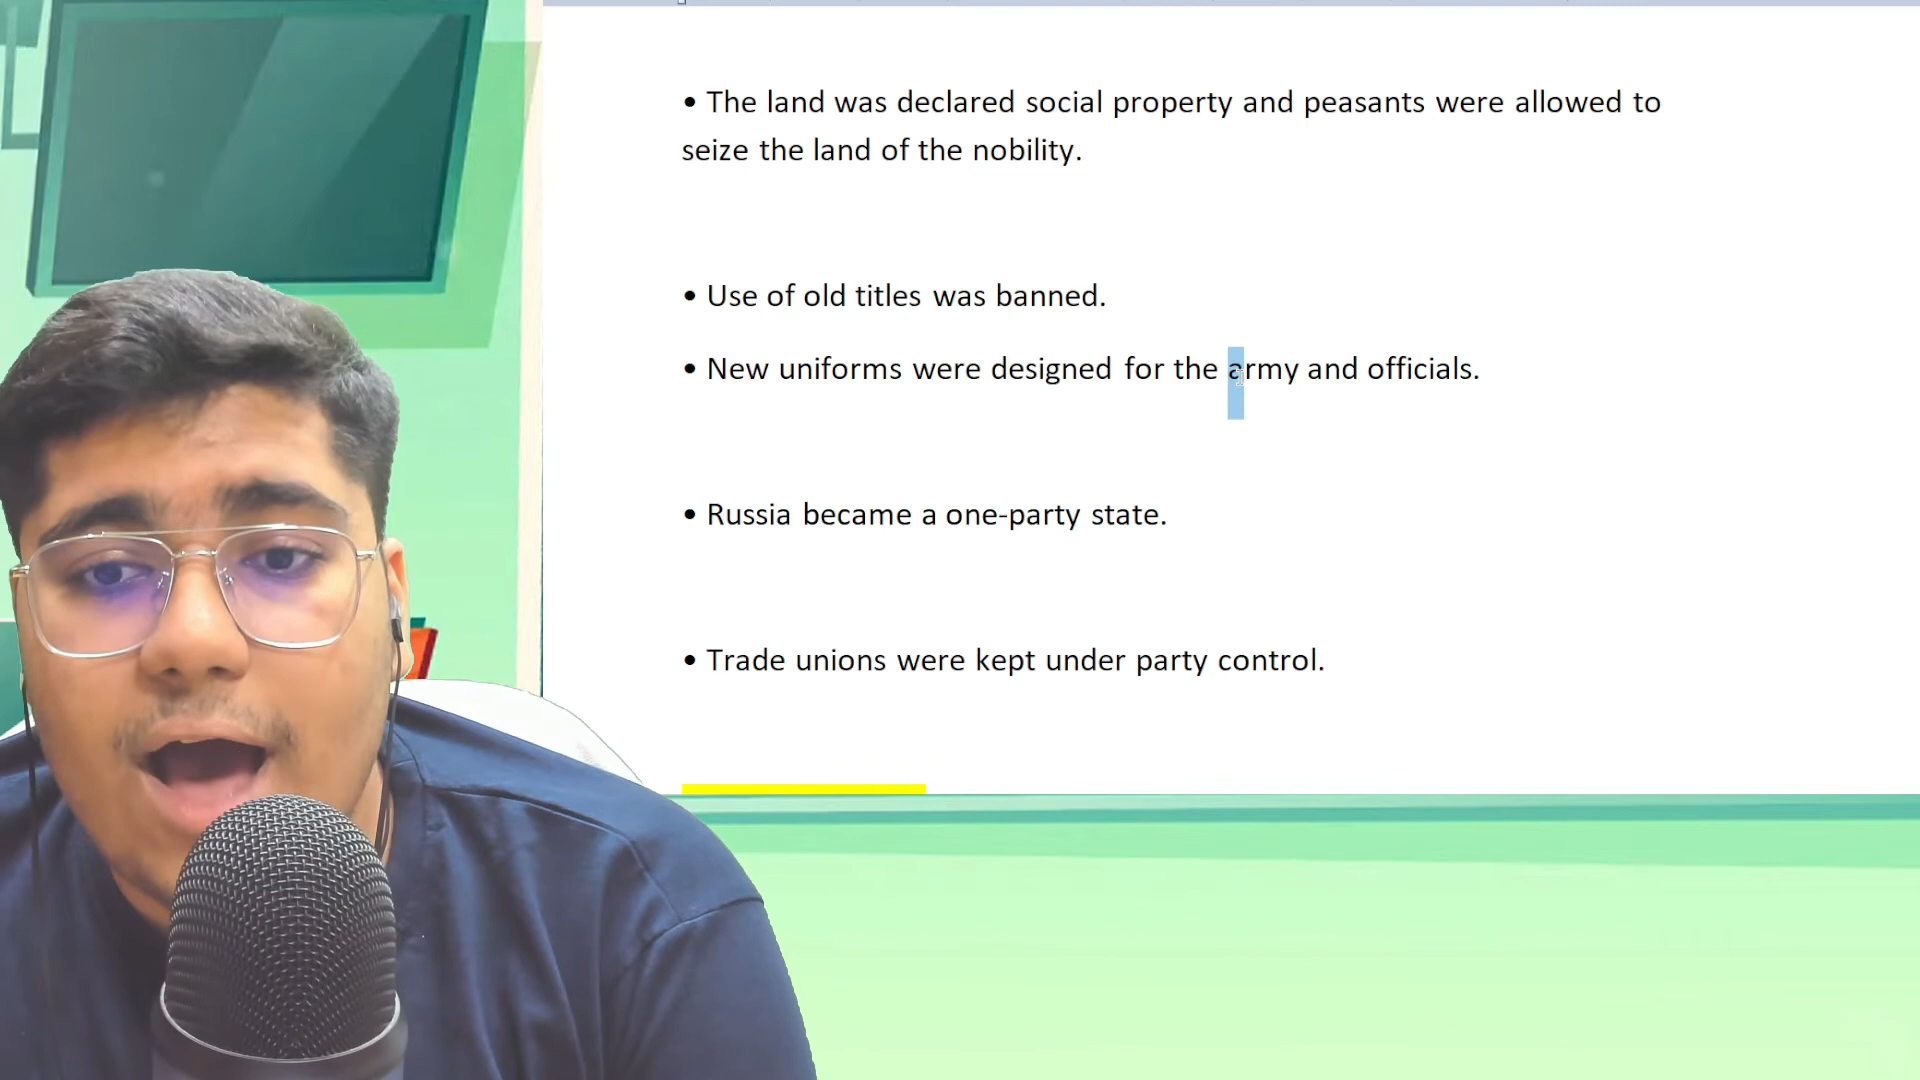 • The land was declared social property and peasants were allowed to
seize the land of the nobility.
• Use of old titles was banned.
• New uniforms were designed for the army and officials.
• Russia became a one-party state.
• Trade unions were kept under party control.